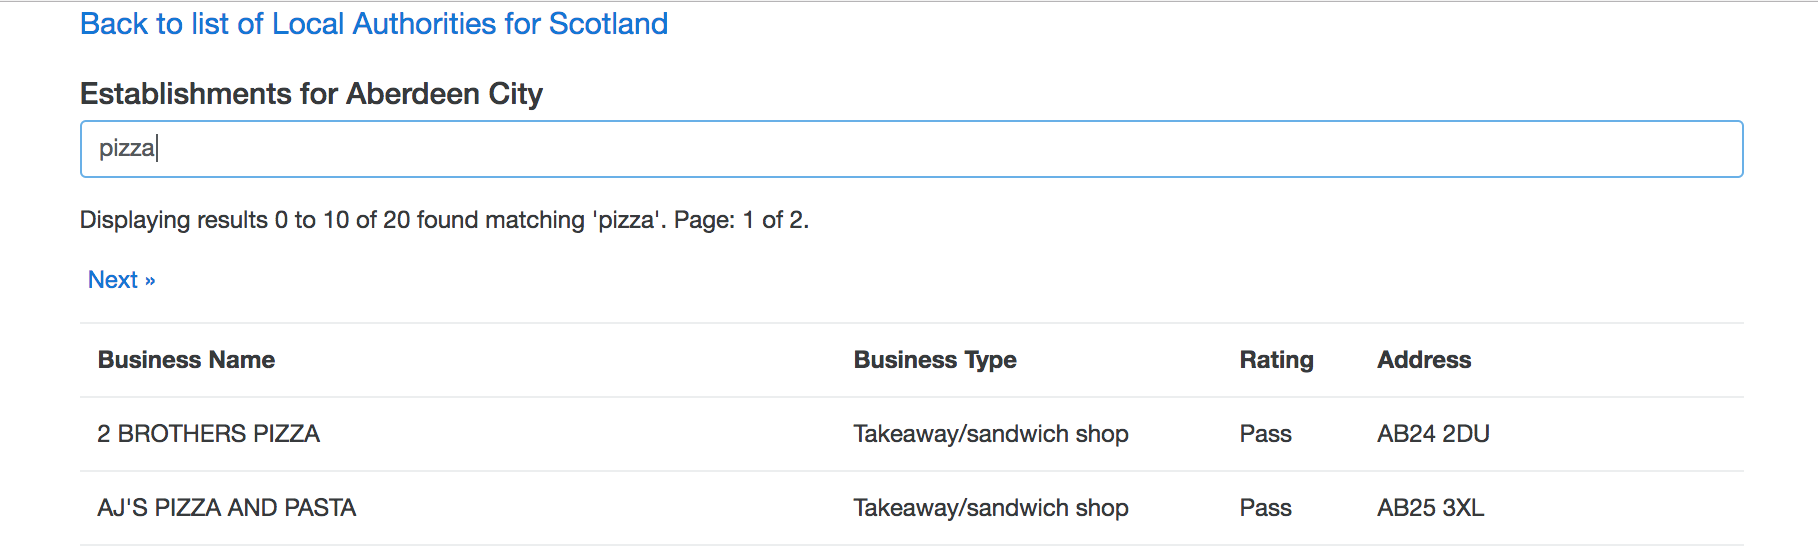 Back to list of Local Authorities for Scotland
Establishments for Aberdeen City
pizza
Displaying results 0 to 10 of 20 found matching 'pizza'. Page: 1 of 2.
Next »
Business Name Business Type Rating Address
2 BROTHERS PIZZA Takeaway/sandwich shop Pass AB24 2DU
AJ'S PIZZA AND PASTA Takeaway/sandwich shop Pass AB25 3XL